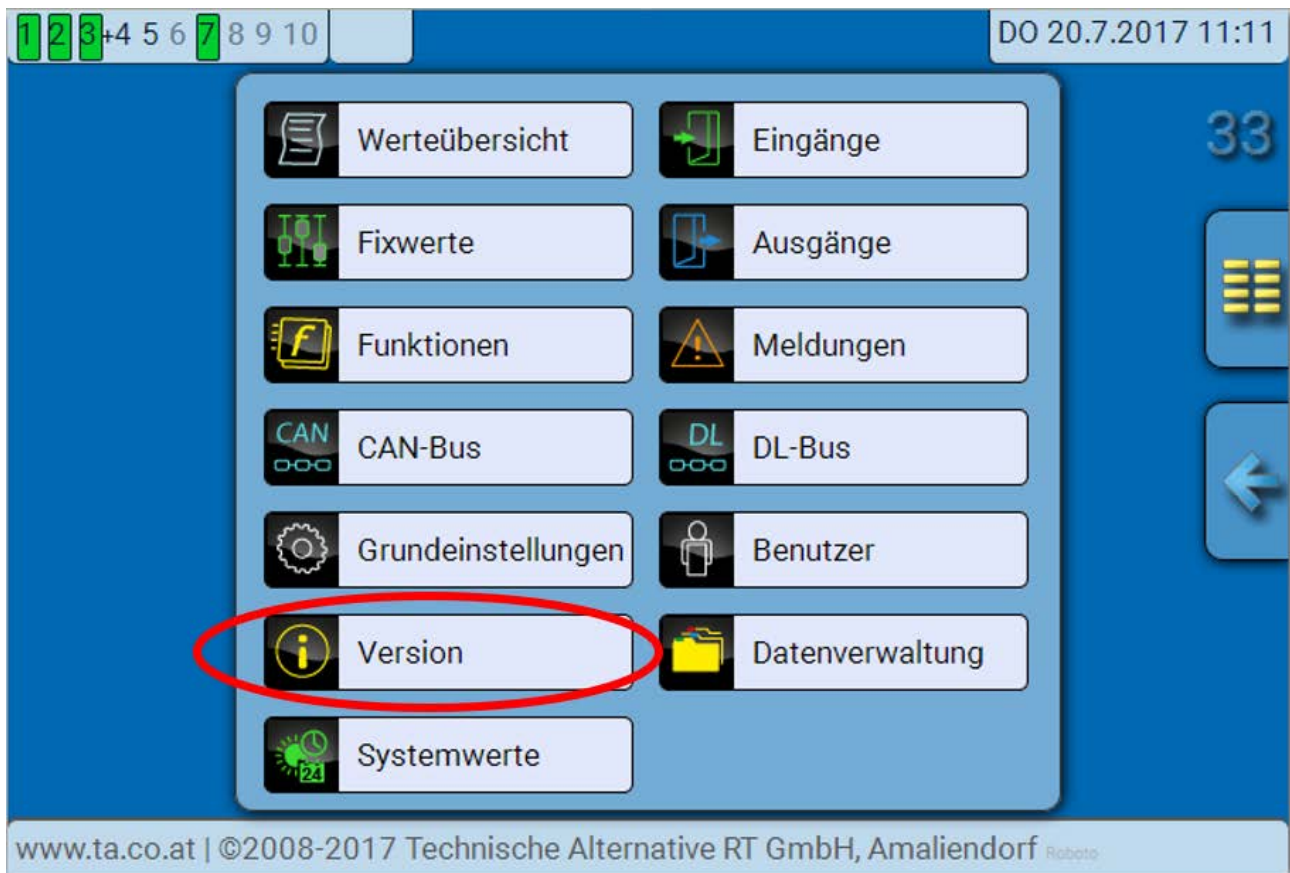 1 2 3+4 5 6 7 8 9 10
DO 20.7.2017 11:11
33
Werteübersicht
Eingänge
Fixwerte
Ausgänge
f Funktionen
Meldungen
CAN CAN-Bus
DL DL-Bus
Grundeinstellungen
Benutzer
i Version
Datenverwaltung
24 Systemwerte
www.ta.co.at | ©2008-2017 Technische Alternative RT GmbH, Amaliendorf Roboto